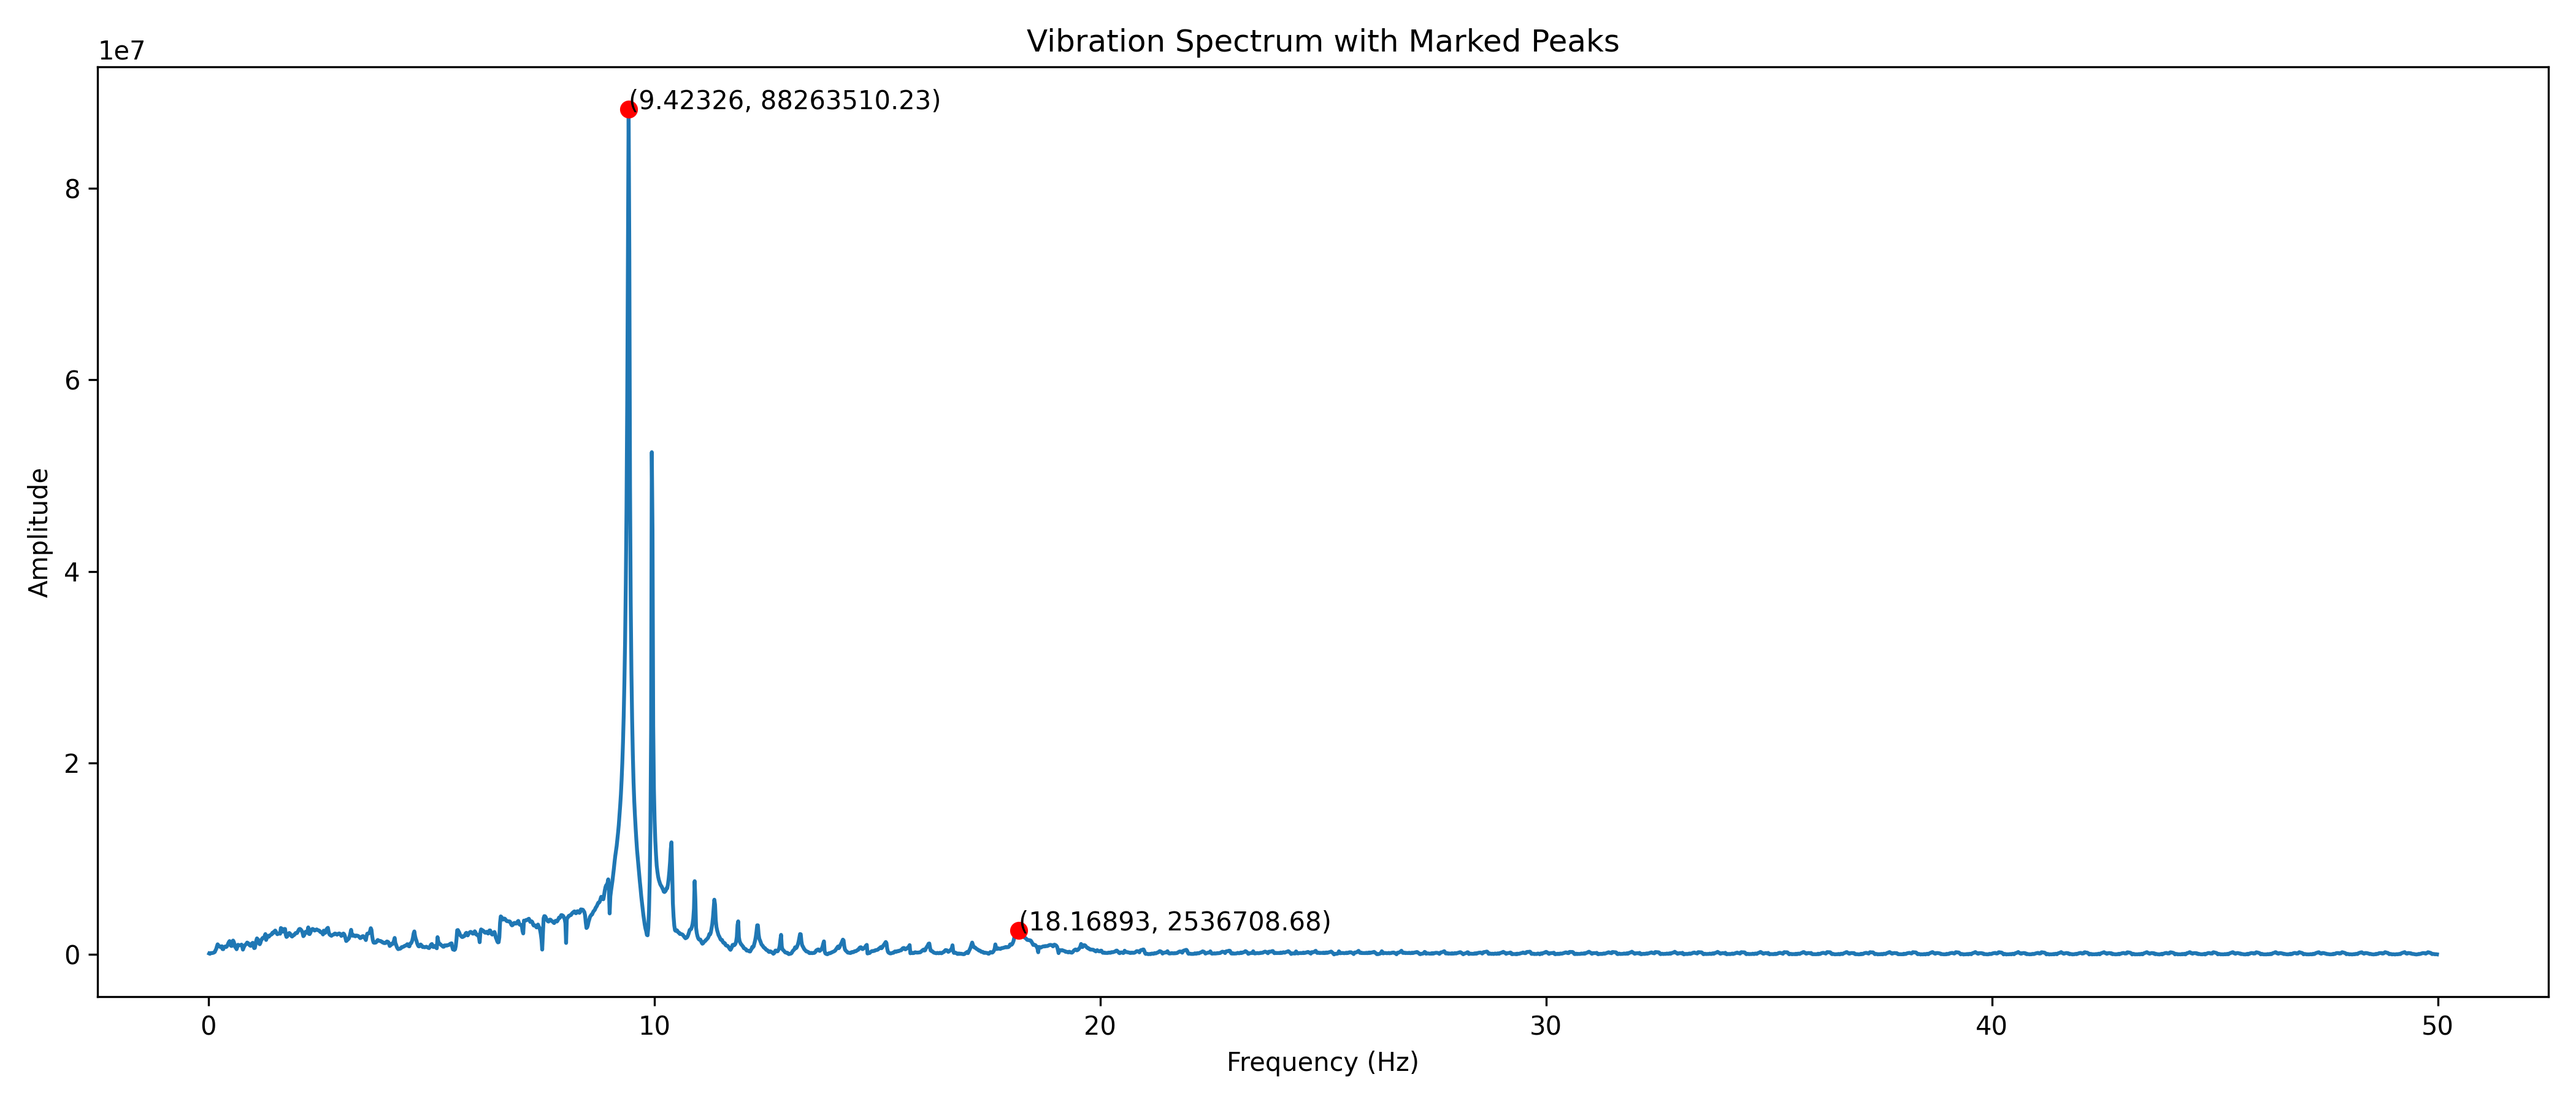 Vibration Spectrum with Marked Peaks
1e7
(9.42326, 88263510.23)
8
6
4
2
0
Amplitude
(18.16893, 2536708.68)
0 10 20 30 40 50
Frequency (Hz)